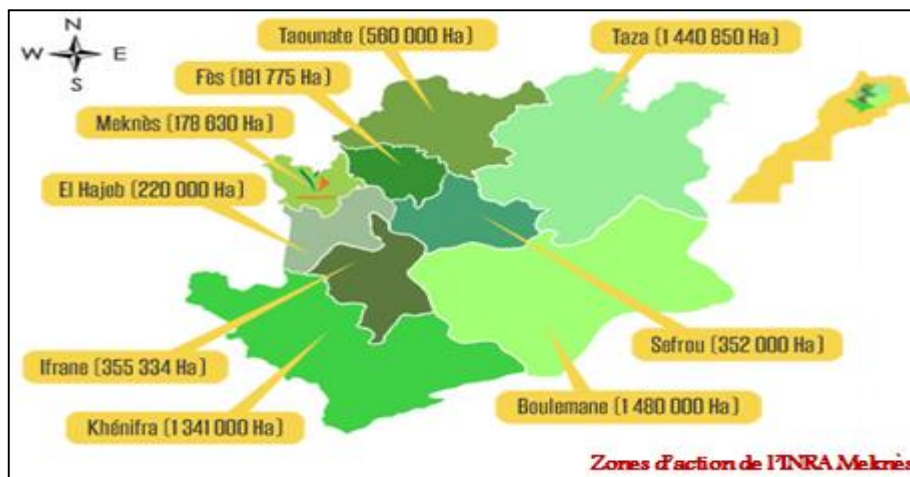 N
W E
S
Taounate (560 000 Ha)
Taza (1 440 850 Ha)
Fès (181 775 Ha)
Meknès (178 630 Ha)
El Hajeb (220 000 Ha)
Ifrane (355 334 Ha)
Sefrou (352 000 Ha)
Khénifra (1 341 000 Ha)
Boulemane (1 480 000 Ha)
Zones d'action de l'INRA Meknès